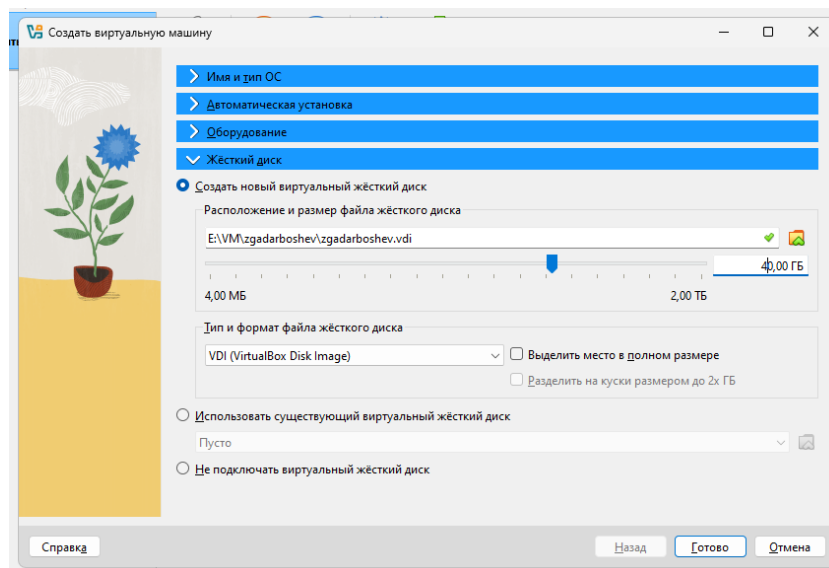 Создать виртуальную машину
Имя и тип ОС
Автоматическая установка
Оборудование
Жёсткий диск
Создать новый виртуальный жёсткий диск
Расположение и размер файла жёсткого диска
E:\VM\zgadarboshev\zgadarboshev.vdi
40,00 ГБ
4,00 МБ 2,00 ТБ
Тип и формат файла жёсткого диска
VDI (VirtualBox Disk Image) Выделить место в полном размере
Разделить на куски размером до 2х ГБ
Использовать существующий виртуальный жёсткий диск
Пусто
Не подключать виртуальный жёсткий диск
Справка Назад Готово Отмена